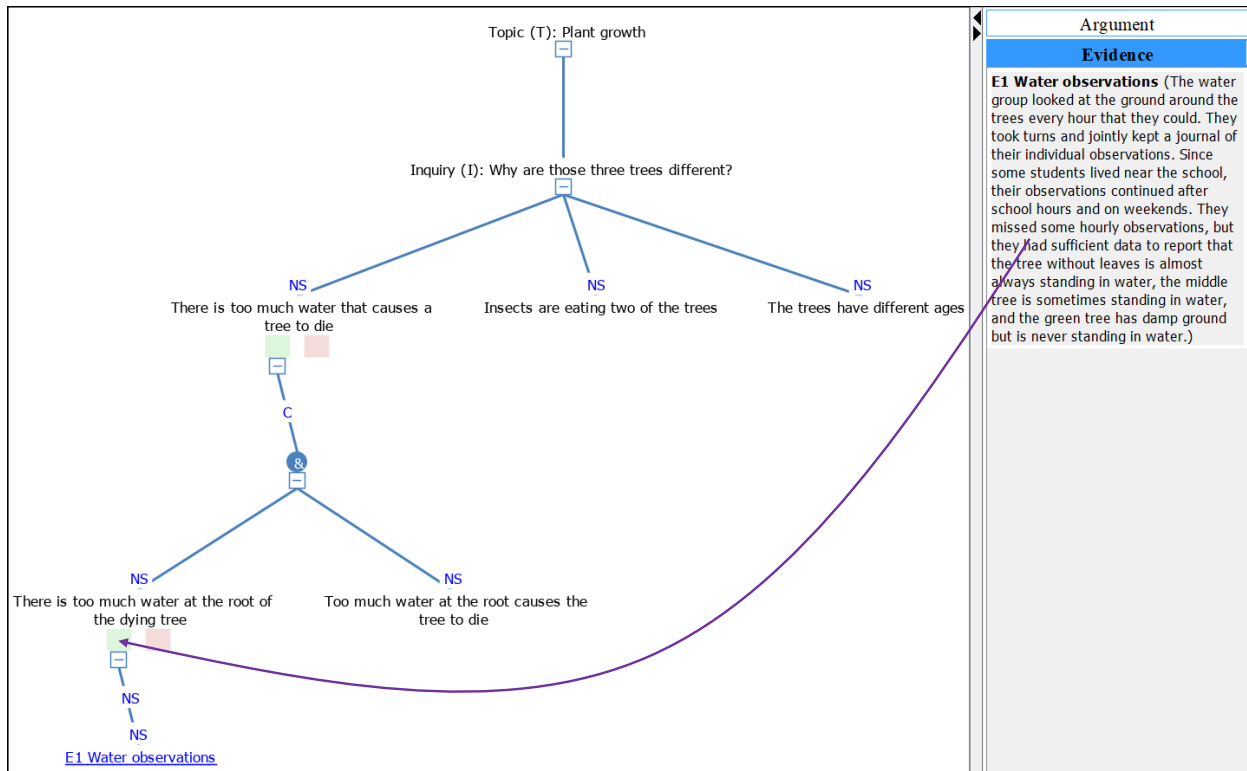 Topic (T): Plant growth
Inquiry (I): Why are those three trees different?
NS
NS
NS
There is too much water that causes a
tree to die
Insects are eating two of the trees
The trees have different ages
C
&
NS
NS
There is too much water at the root of
the dying tree
Too much water at the root causes the
tree to die
NS
NS
E1 Water observations
Argument
Evidence
E1 Water observations (The water
group looked at the ground around the
trees every hour that they could. They
took turns and jointly kept a journal of
their individual observations. Since
some students lived near the school,
their observations continued after
school hours and on weekends. They
missed some hourly observations, but
they had sufficient data to report that
the tree without leaves is almost
always standing in water, the middle
tree is sometimes standing in water,
and the green tree has damp ground
but is never standing in water.)